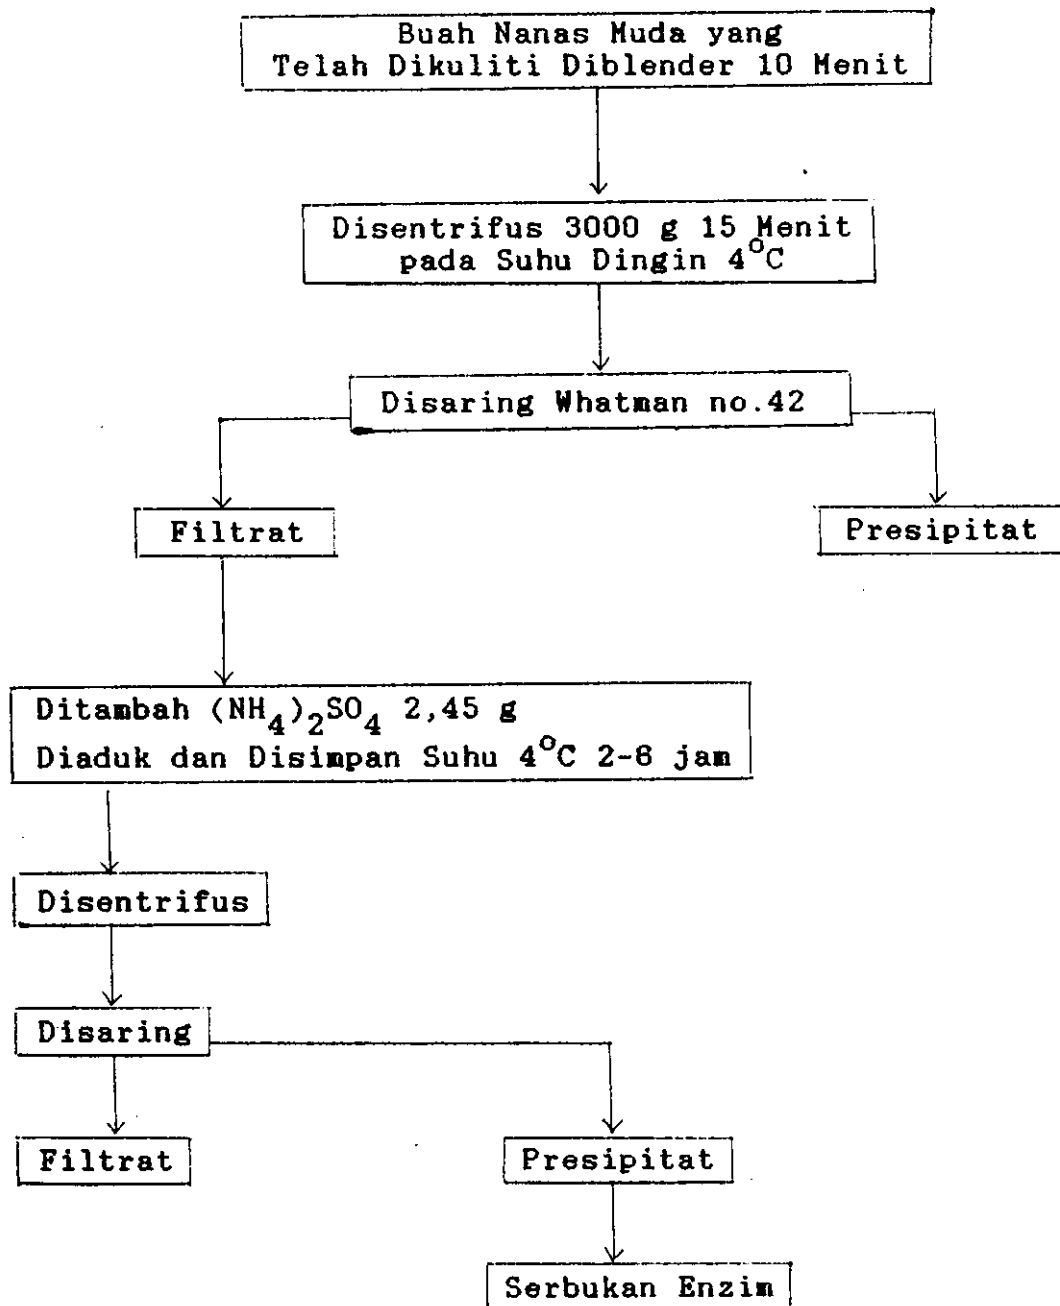 Buah Nanas Muda yang
Telah Dikuliti Diblender 10 Menit
Disentrifus 3000 g 15 Menit
pada Suhu Dingin 4°C
Disaring Whatman no.42
Filtrat
Presipitat
Ditambah (NH₄)₂SO₄ 2,45 g
Diaduk dan Disimpan Suhu 4°C 2-6 jam
Disentrifus
Disaring
Filtrat
Presipitat
Serbukan Enzim